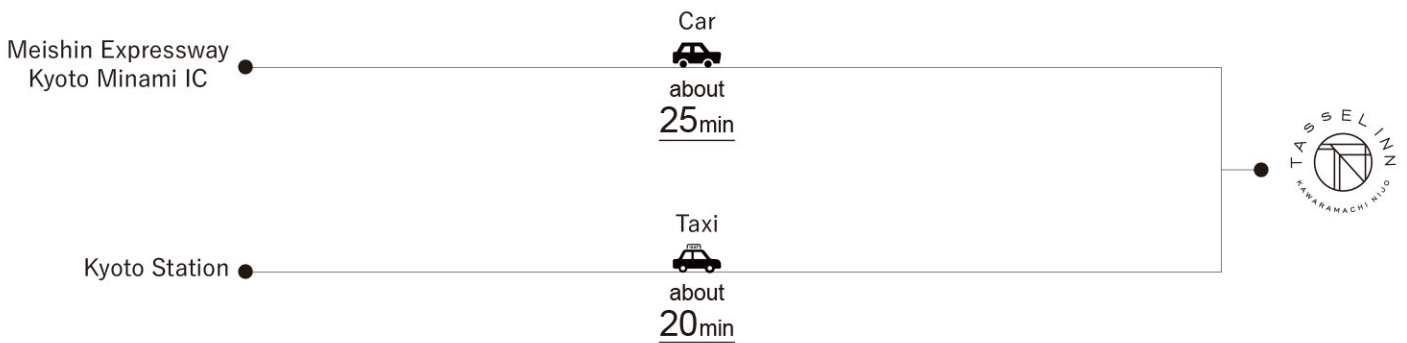 Car
Meishin Expressway
Kyoto Minami IC
about
25min
TASSEL INN
KAWARAMACHI NIJO
Taxi
Kyoto Station
about
20min